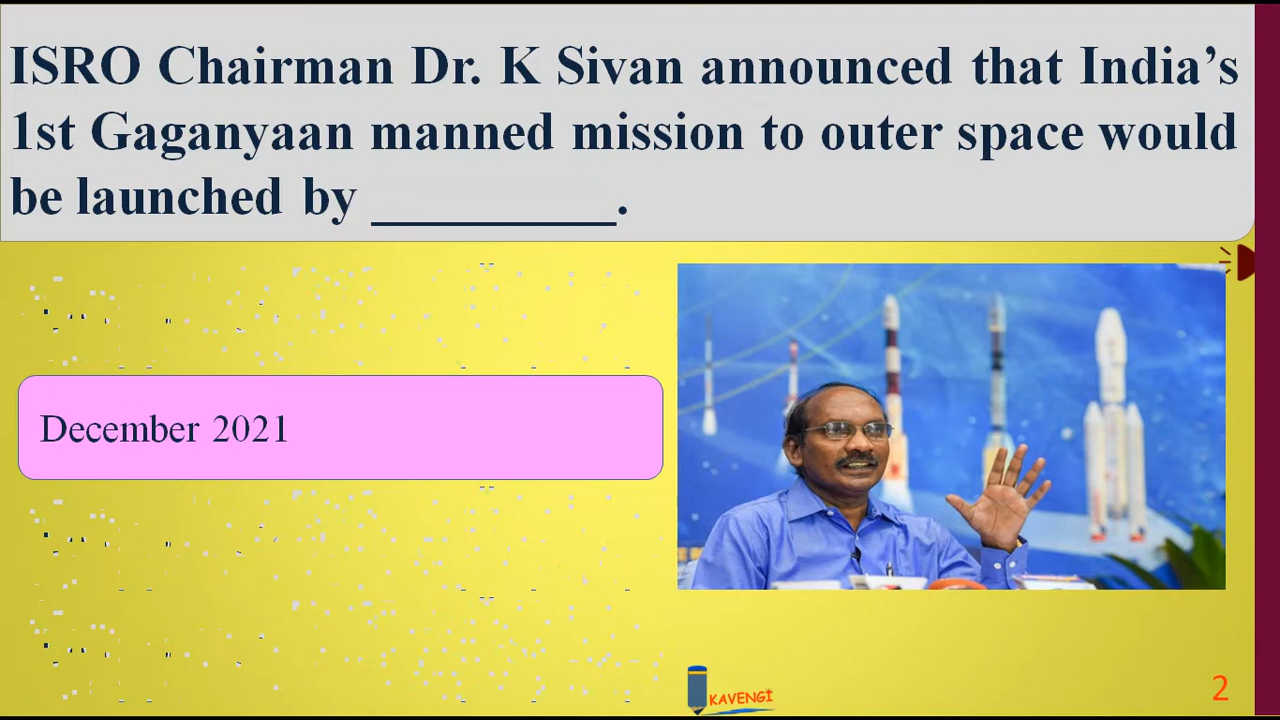 ISRO Chairman Dr. K Sivan announced that India’s
1st Gaganyaan manned mission to outer space would
be launched by __________.
December 2021
KAVENGI
2